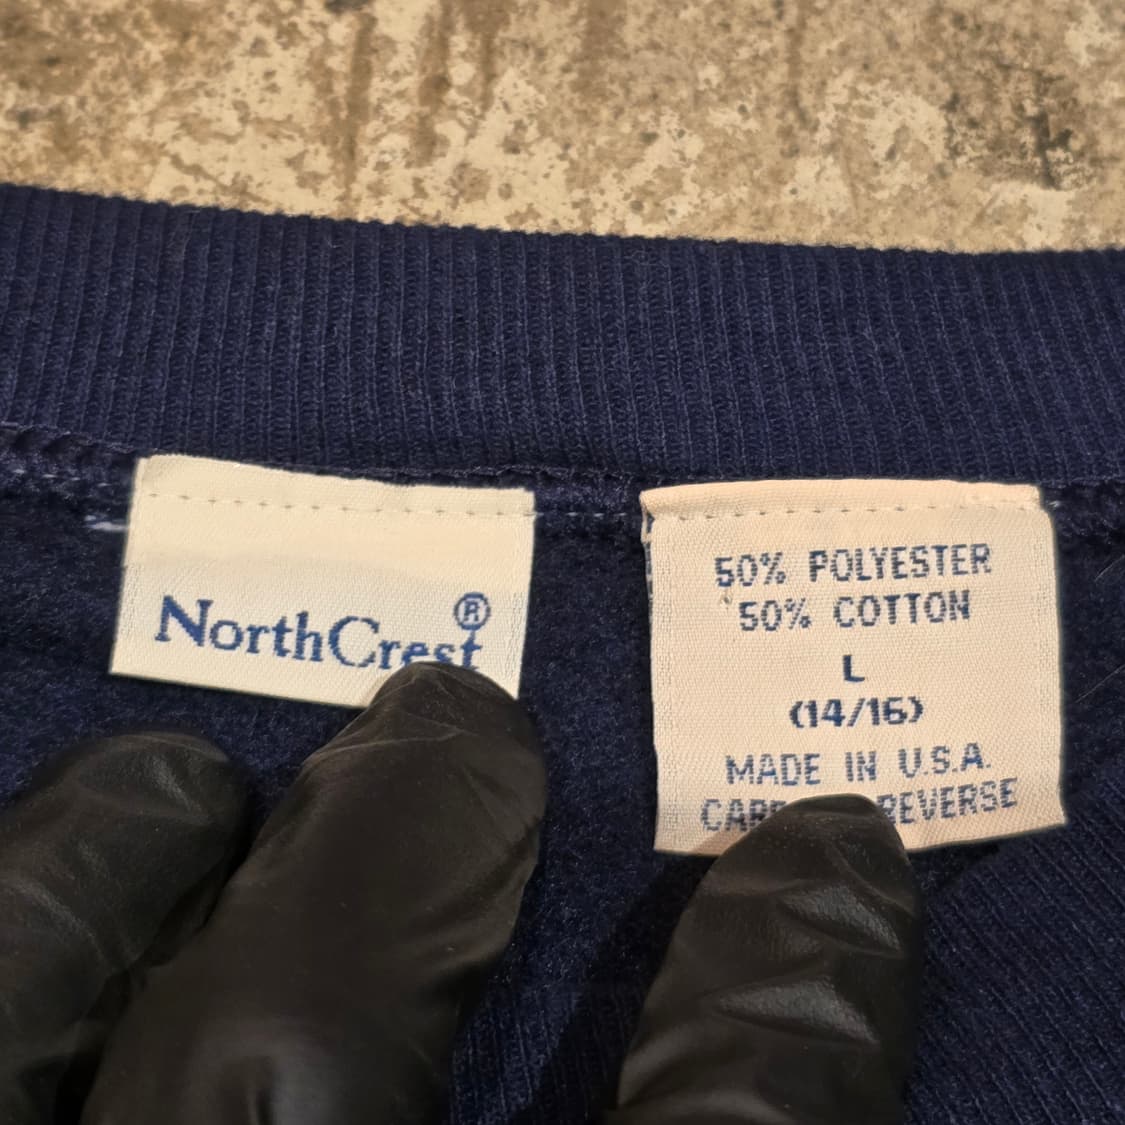 NorthCrest®
50% POLYESTER
50% COTTON
L
(14/16)
MADE IN U.S.A.
REVERSE